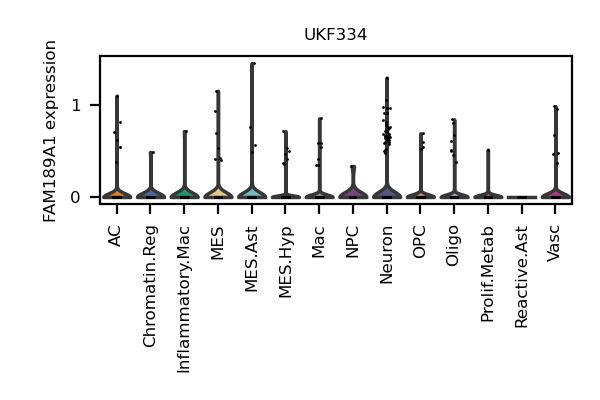 UKF334
FAM189A1 expression
1
0
AC
Chromatin.Reg
Inflammatory.Mac
MES
MES.Ast
MES.Hyp
Mac
NPC
Neuron
OPC
Oligo
Prolif.Metab
Reactive.Ast
Vasc